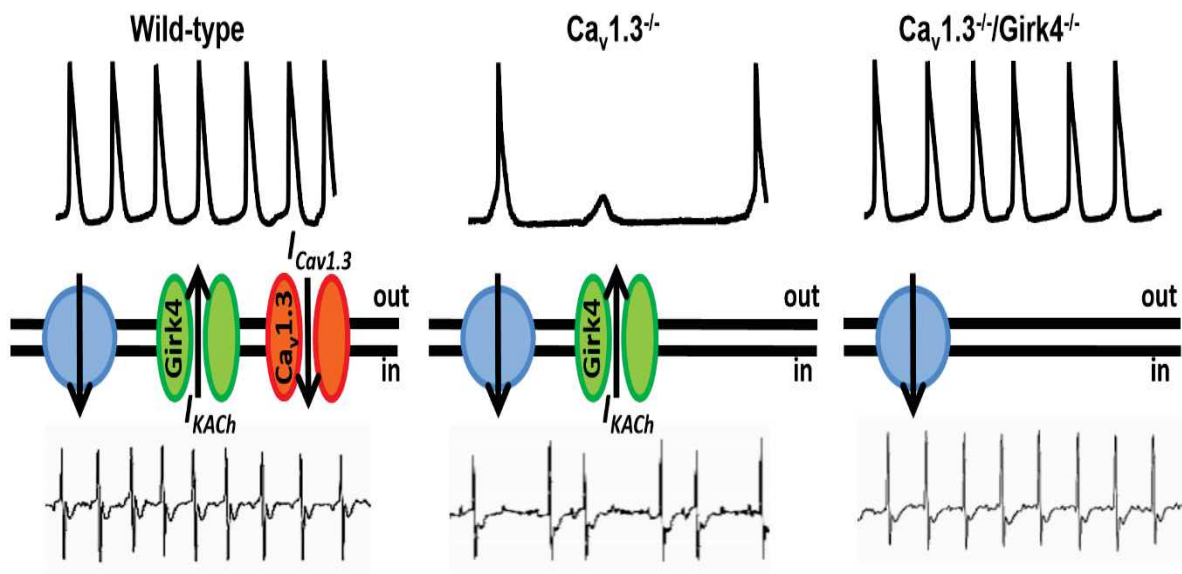 Wild-type
Cav1.3-/-
Cav1.3-/-/Girk4-/-
ICav1.3
Girk4
Cav1.3
out
in
IKACh
Girk4
out
in
IKACh
out
in